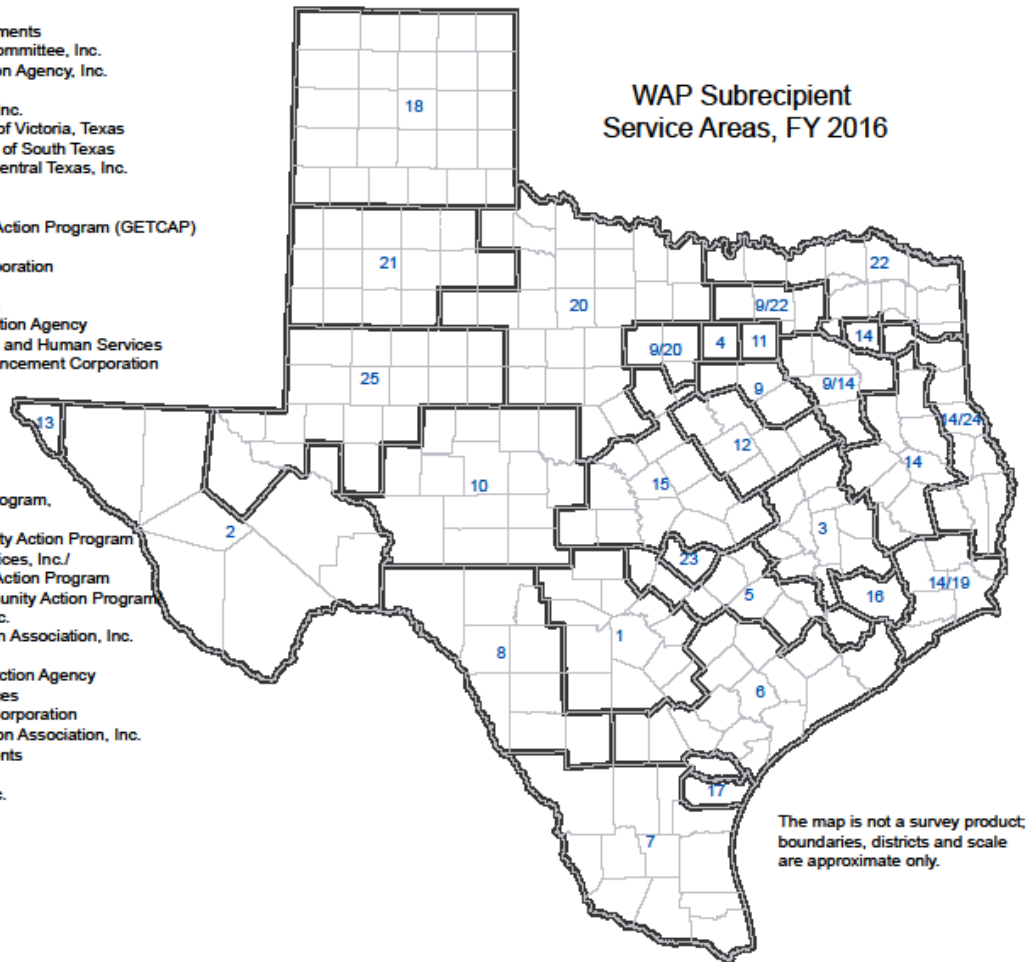 ments
ommittee, Inc.
on Agency, Inc.
nc.
of Victoria, Texas
of South Texas
entral Texas, Inc.
Action Program (GETCAP)
oration
tion Agency
and Human Services
ncement Corporation
ogram,
ty Action Program
ices, Inc./
Action Program
unity Action Program,
c.
n Association, Inc.
ction Agency
ces
orporation
on Association, Inc.
nts
c.
WAP Subrecipient
Service Areas, FY 2016
18
21
22
20
9/22
9/20
4
11
14
25
9
9/14
13
14/24
12
14
10
15
2
3
23
5
14/19
16
1
8
6
17
7
The map is not a survey product;
boundaries, districts and scale
are approximate only.